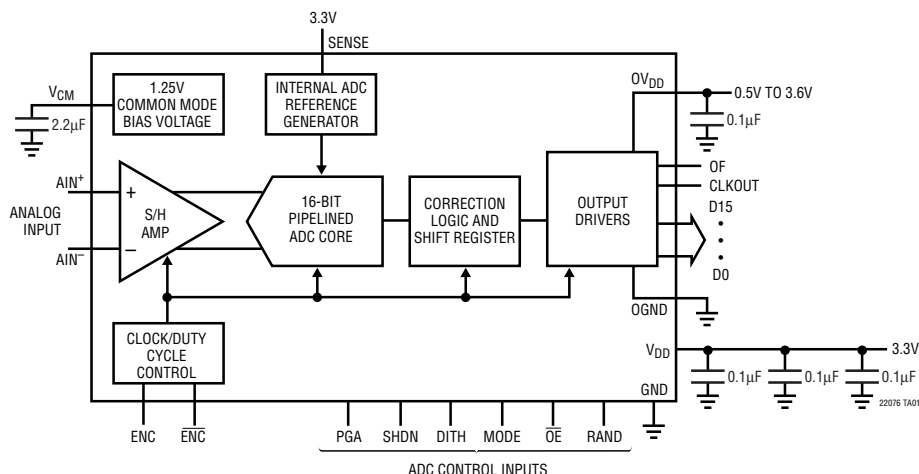 3.3V
SENSE
VCM
2.2µF
1.25V
COMMON MODE
BIAS VOLTAGE
INTERNAL ADC
REFERENCE
GENERATOR
OVDD
0.5V TO 3.6V
0.1µF
AIN+
ANALOG
INPUT
AIN−
+
−
S/H
AMP
16-BIT
PIPELINED
ADC CORE
CORRECTION
LOGIC AND
SHIFT REGISTER
OUTPUT
DRIVERS
OF
CLKOUT
D15
•
•
•
D0
OGND
CLOCK/DUTY
CYCLE
CONTROL
VDD
3.3V
0.1µF
0.1µF
0.1µF
GND
22076 TA01
ENC
E̅N̅C̅
PGA
SHDN
DITH
MODE
O̅E̅
RAND
ADC CONTROL INPUTS